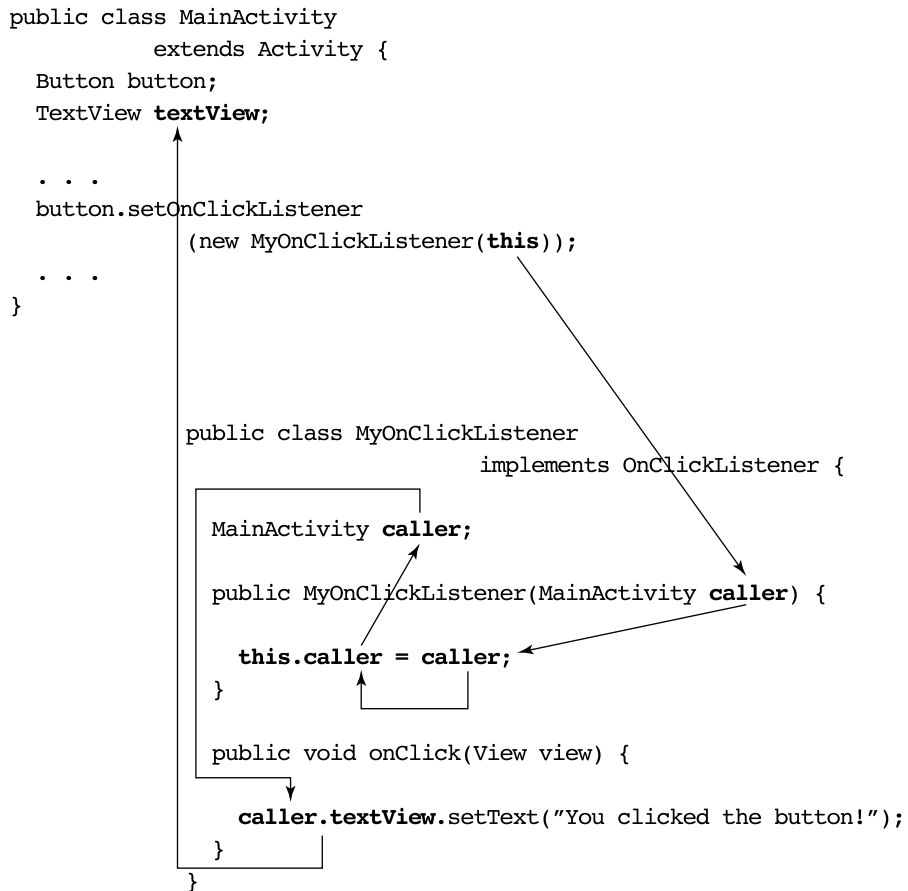 public class MainActivity
extends Activity {
Button button;
TextView textView;
. . .
button.setOnClickListener
(new MyOnClickListener(this));
. . .
}
public class MyOnClickListener
implements OnClickListener {
MainActivity caller;
public MyOnClickListener(MainActivity caller) {
this.caller = caller;
}
public void onClick(View view) {
caller.textView.setText(”You clicked the button!”);
}
}